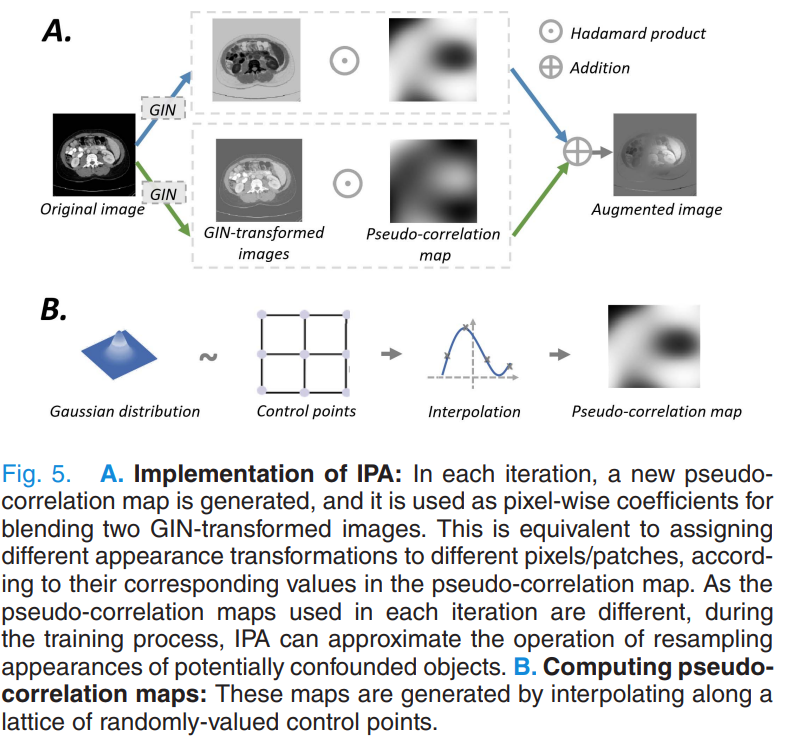 A.
Hadamard product
Addition
GIN
GIN
Original image
GIN-transformed
images
Pseudo-correlation
map
Augmented image
B.
~
Gaussian distribution
Control points
Interpolation
Pseudo-correlation map
Fig. 5. A. Implementation of IPA: In each iteration, a new pseudo-
correlation map is generated, and it is used as pixel-wise coefficients for
blending two GIN-transformed images. This is equivalent to assigning
different appearance transformations to different pixels/patches, accord-
ing to their corresponding values in the pseudo-correlation map. As the
pseudo-correlation maps used in each iteration are different, during
the training process, IPA can approximate the operation of resampling
appearances of potentially confounded objects. B. Computing pseudo-
correlation maps: These maps are generated by interpolating along a
lattice of randomly-valued control points.